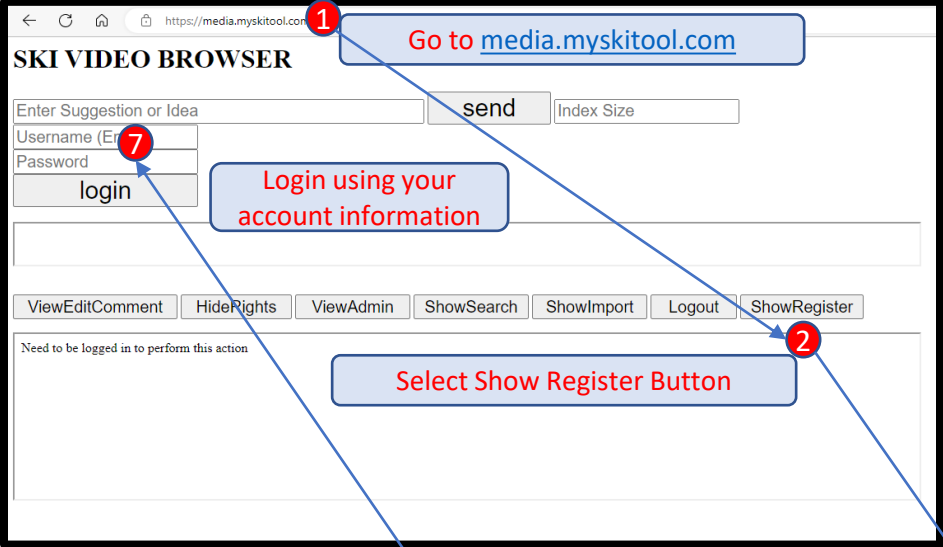 https://media.myskitool.com
1
Go to media.myskitool.com
SKI VIDEO BROWSER
Enter Suggestion or Idea
send
Index Size
Username
7
Password
login
Login using your
account information
ViewEditComment
HideRights
ViewAdmin
ShowSearch
ShowImport
Logout
ShowRegister
Need to be logged in to perform this action
2
Select Show Register Button